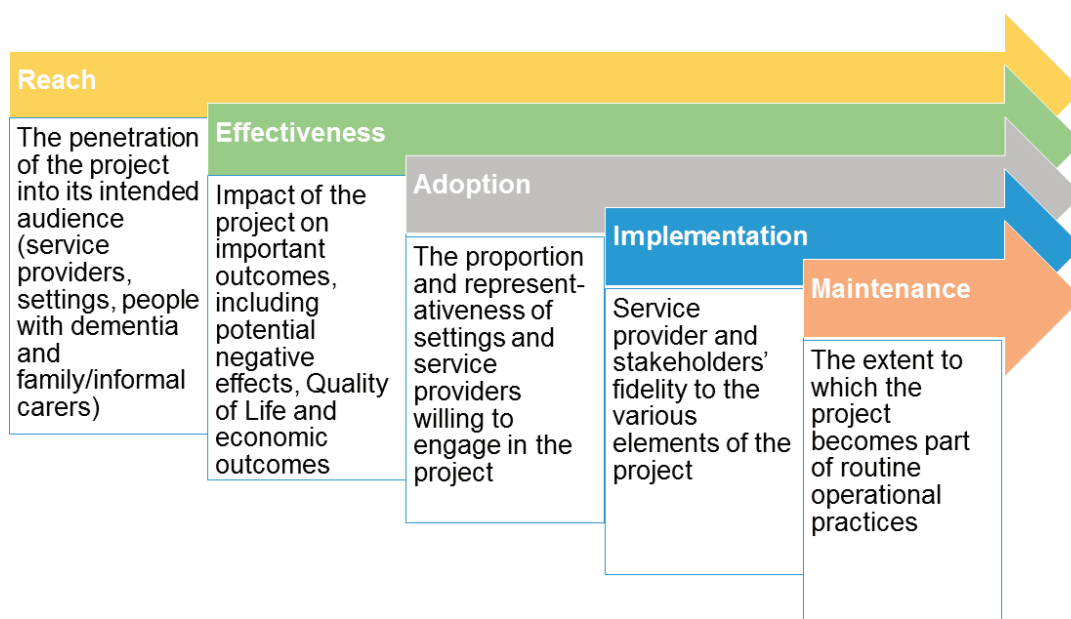 Reach
The penetration
of the project
into its intended
audience
(service
providers,
settings, people
with dementia
and
family/informal
carers)
Effectiveness
Impact of the
project on
important
outcomes,
including
potential
negative
effects, Quality
of Life and
economic
outcomes
Adoption
The proportion
and represent-
ativeness of
settings and
service
providers
willing to
engage in the
project
Implementation
Service
provider and
stakeholders’
fidelity to the
various
elements of the
project
Maintenance
The extent to
which the
project
becomes part
of routine
operational
practices